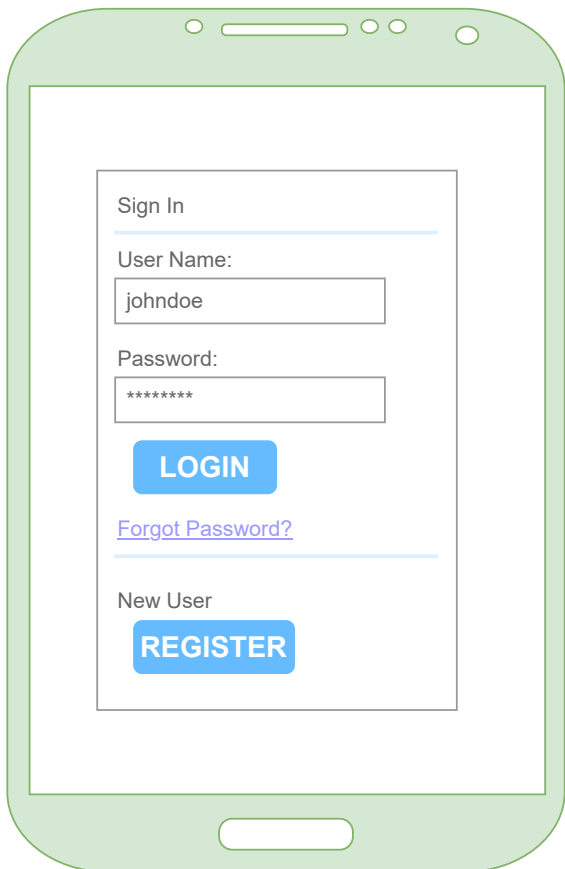 Sign In
User Name:
johndoe
Password:
********
LOGIN
Forgot Password?
New User
REGISTER